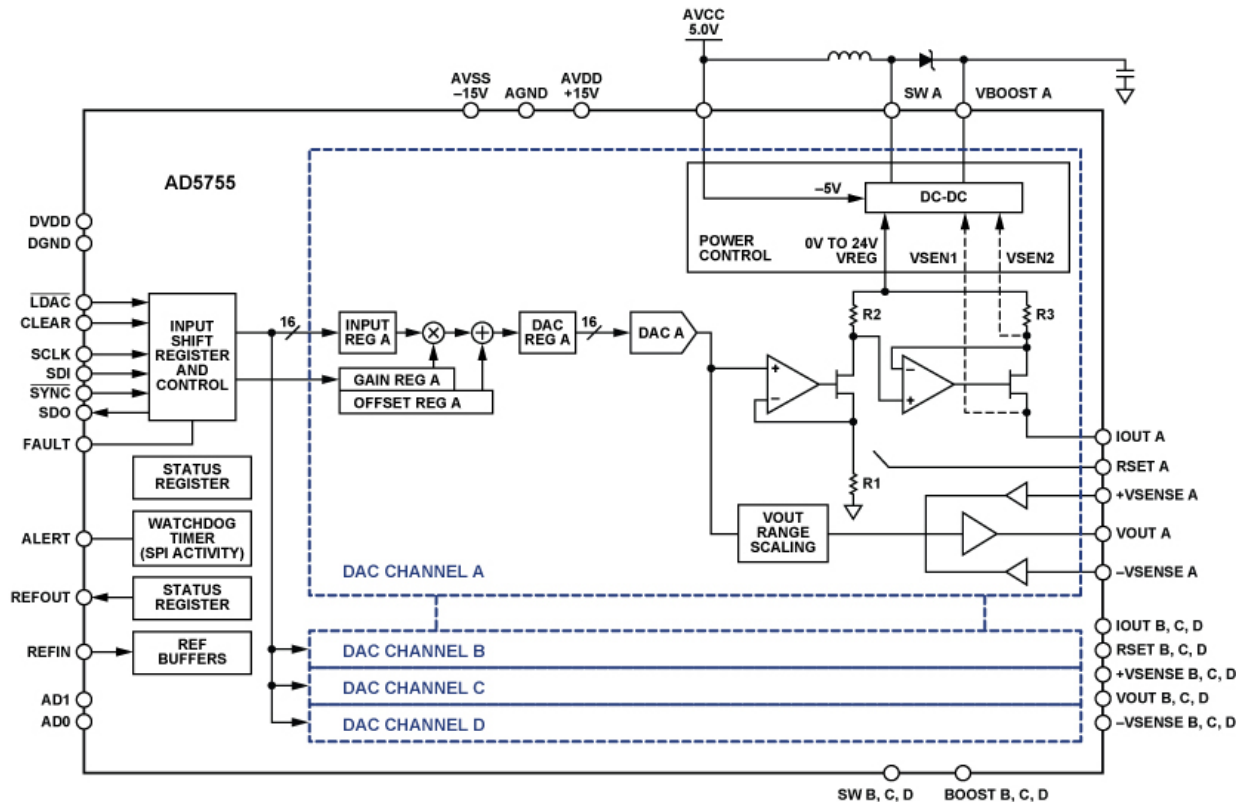 AVCC
5.0V
AVSS
–15V
AGND
AVDD
+15V
SW A
VBOOST A
AD5755
–5V
DC-DC
POWER
CONTROL
0V TO 24V
VREG
VSEN1
VSEN2
DVDD
DGND
LDAC
CLEAR
SCLK
SDI
SYNC
SDO
FAULT
ALERT
REFOUT
REFIN
AD1
AD0
INPUT
SHIFT
REGISTER
AND
CONTROL
STATUS
REGISTER
WATCHDOG
TIMER
(SPI ACTIVITY)
STATUS
REGISTER
REF
BUFFERS
16
INPUT
REG A
×
+
DAC
REG A
16
DAC A
GAIN REG A
OFFSET REG A
R2
R3
+
–
–
+
R1
VOUT
RANGE
SCALING
DAC CHANNEL A
DAC CHANNEL B
DAC CHANNEL C
DAC CHANNEL D
IOUT A
RSET A
+VSENSE A
VOUT A
–VSENSE A
IOUT B, C, D
RSET B, C, D
+VSENSE B, C, D
VOUT B, C, D
–VSENSE B, C, D
SW B, C, D
BOOST B, C, D